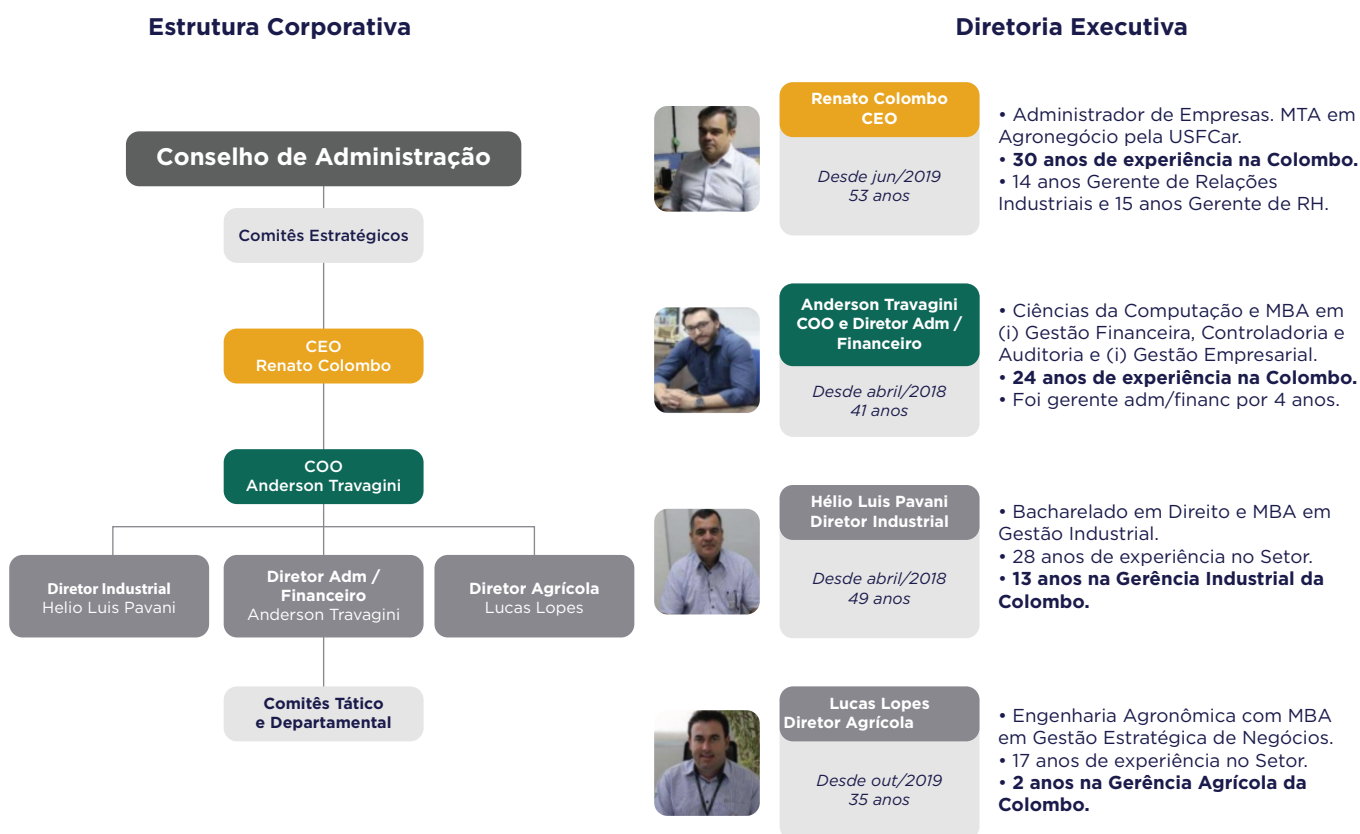 Estrutura Corporativa
Conselho de Administração
Comitês Estratégicos
CEO
Renato Colombo
COO
Anderson Travagini
Diretor Industrial
Helio Luis Pavani
Diretor Adm /
Financeiro
Anderson Travagini
Diretor Agrícola
Lucas Lopes
Comitês Tático
e Departamental
Diretoria Executiva
Renato Colombo
CEO
Desde jun/2019
53 anos
• Administrador de Empresas. MTA em
Agronegócio pela USFCar.
• 30 anos de experiência na Colombo.
• 14 anos Gerente de Relações
Industriais e 15 anos Gerente de RH.
Anderson Travagini
COO e Diretor Adm /
Financeiro
Desde abril/2018
41 anos
• Ciências da Computação e MBA em
(i) Gestão Financeira, Controladoria e
Auditoria e (i) Gestão Empresarial.
• 24 anos de experiência na Colombo.
• Foi gerente adm/financ por 4 anos.
Hélio Luis Pavani
Diretor Industrial
Desde abril/2018
49 anos
• Bacharelado em Direito e MBA em
Gestão Industrial.
• 28 anos de experiência no Setor.
• 13 anos na Gerência Industrial da
Colombo.
Lucas Lopes
Diretor Agrícola
Desde out/2019
35 anos
• Engenharia Agronômica com MBA
em Gestão Estratégica de Negócios.
• 17 anos de experiência no Setor.
• 2 anos na Gerência Agrícola da
Colombo.